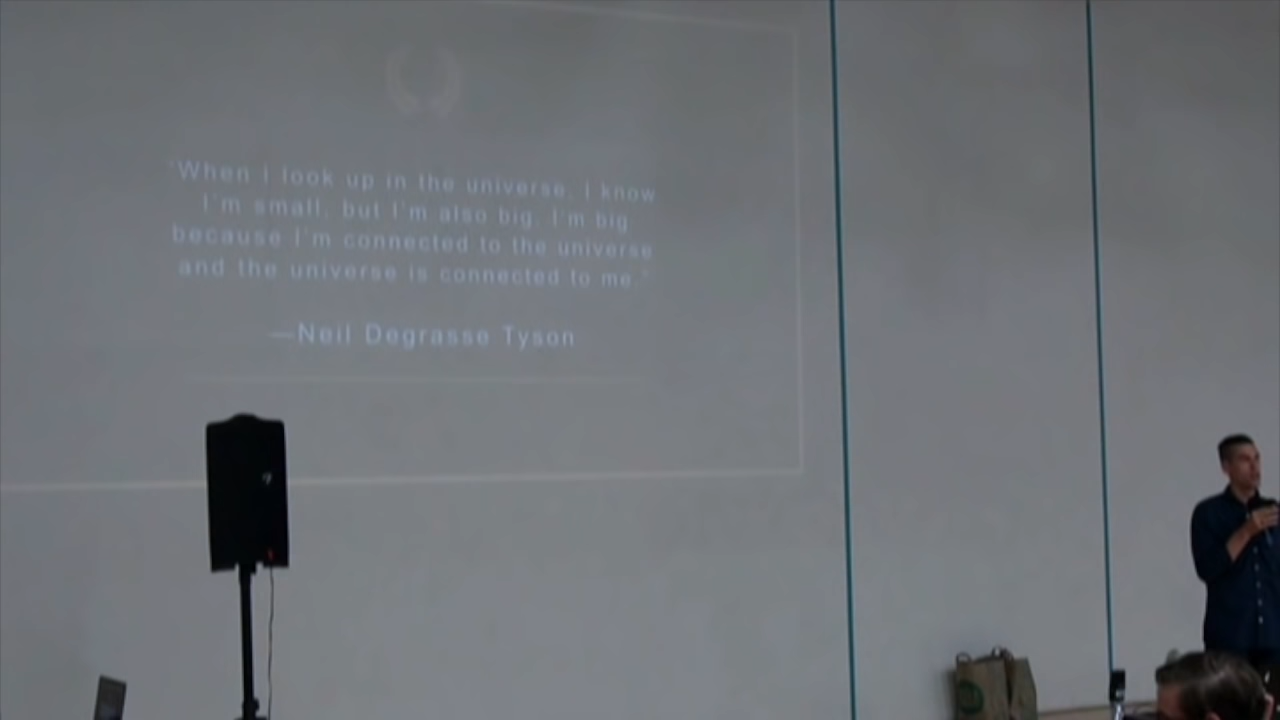 "When I look up in the universe, I know
I'm small, but I'm also big. I'm big
because I'm connected to the universe
and the universe is connected to me."
—Neil Degrasse Tyson